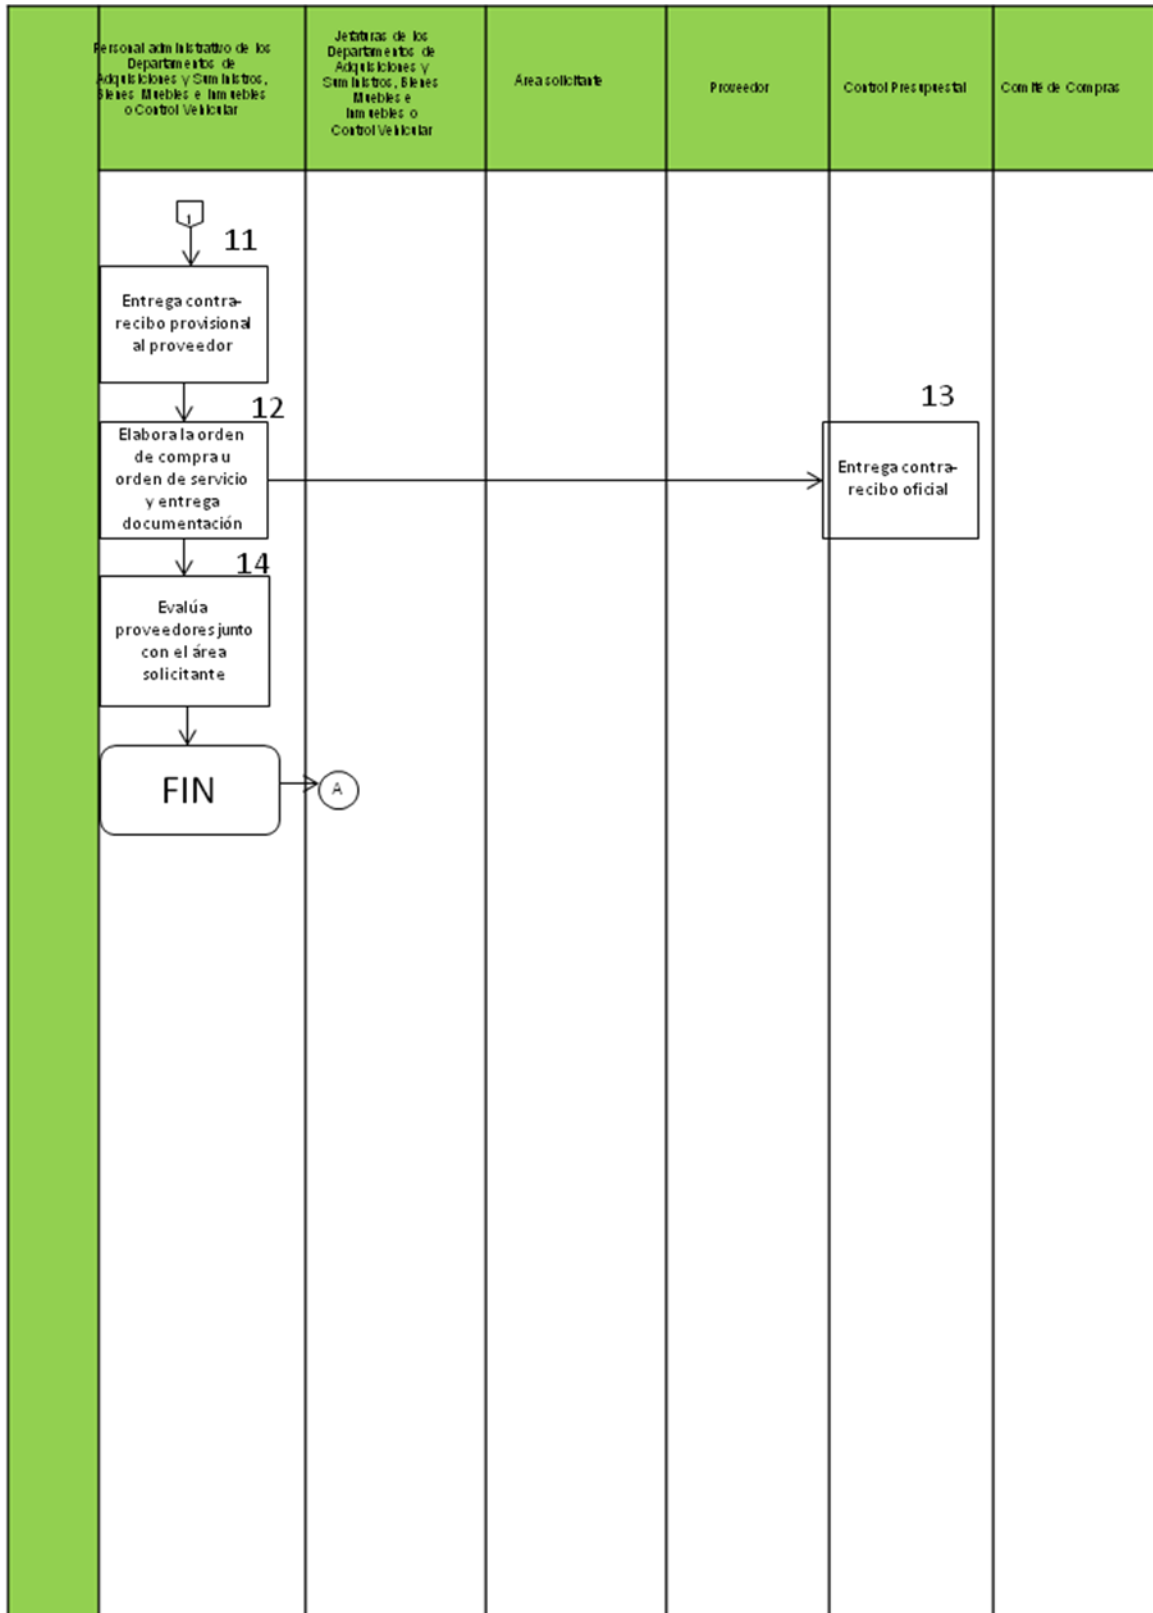 Personal administrativo de los
Departamentos de
Adquisiciones y Suministros,
Bienes Muebles e Inmuebles
o Control Vehicular
Jefaturas de los
Departamentos de
Adquisiciones y
Suministros, Bienes
Muebles e
Inmuebles o
Control Vehicular
Area solicitante
Proveedor
Control Presupuestal
Comité de Compras
1
11
Entrega contra-
recibo provisional
al proveedor
12
Elabora la orden
de compra u
orden de servicio
y entrega
documentación
13
Entrega contra-
recibo oficial
14
Evalúa
proveedores junto
con el área
solicitante
FIN
A